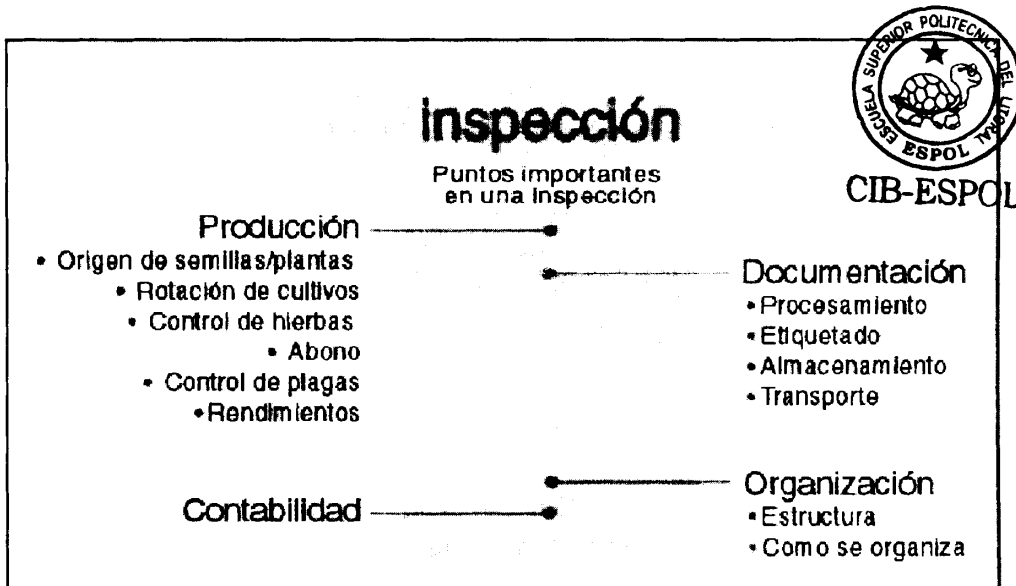 ESCUELA SUPERIOR POLITECNICA DEL LITORAL
ESPOL
CIB-ESPOL
inspección
Puntos importantes
en una inspección
Producción
• Origen de semillas/plantas
• Rotación de cultivos
• Control de hierbas
• Abono
• Control de plagas
• Rendimientos
Documentación
• Procesamiento
• Etiquetado
• Almacenamiento
• Transporte
Contabilidad
Organización
• Estructura
• Como se organiza